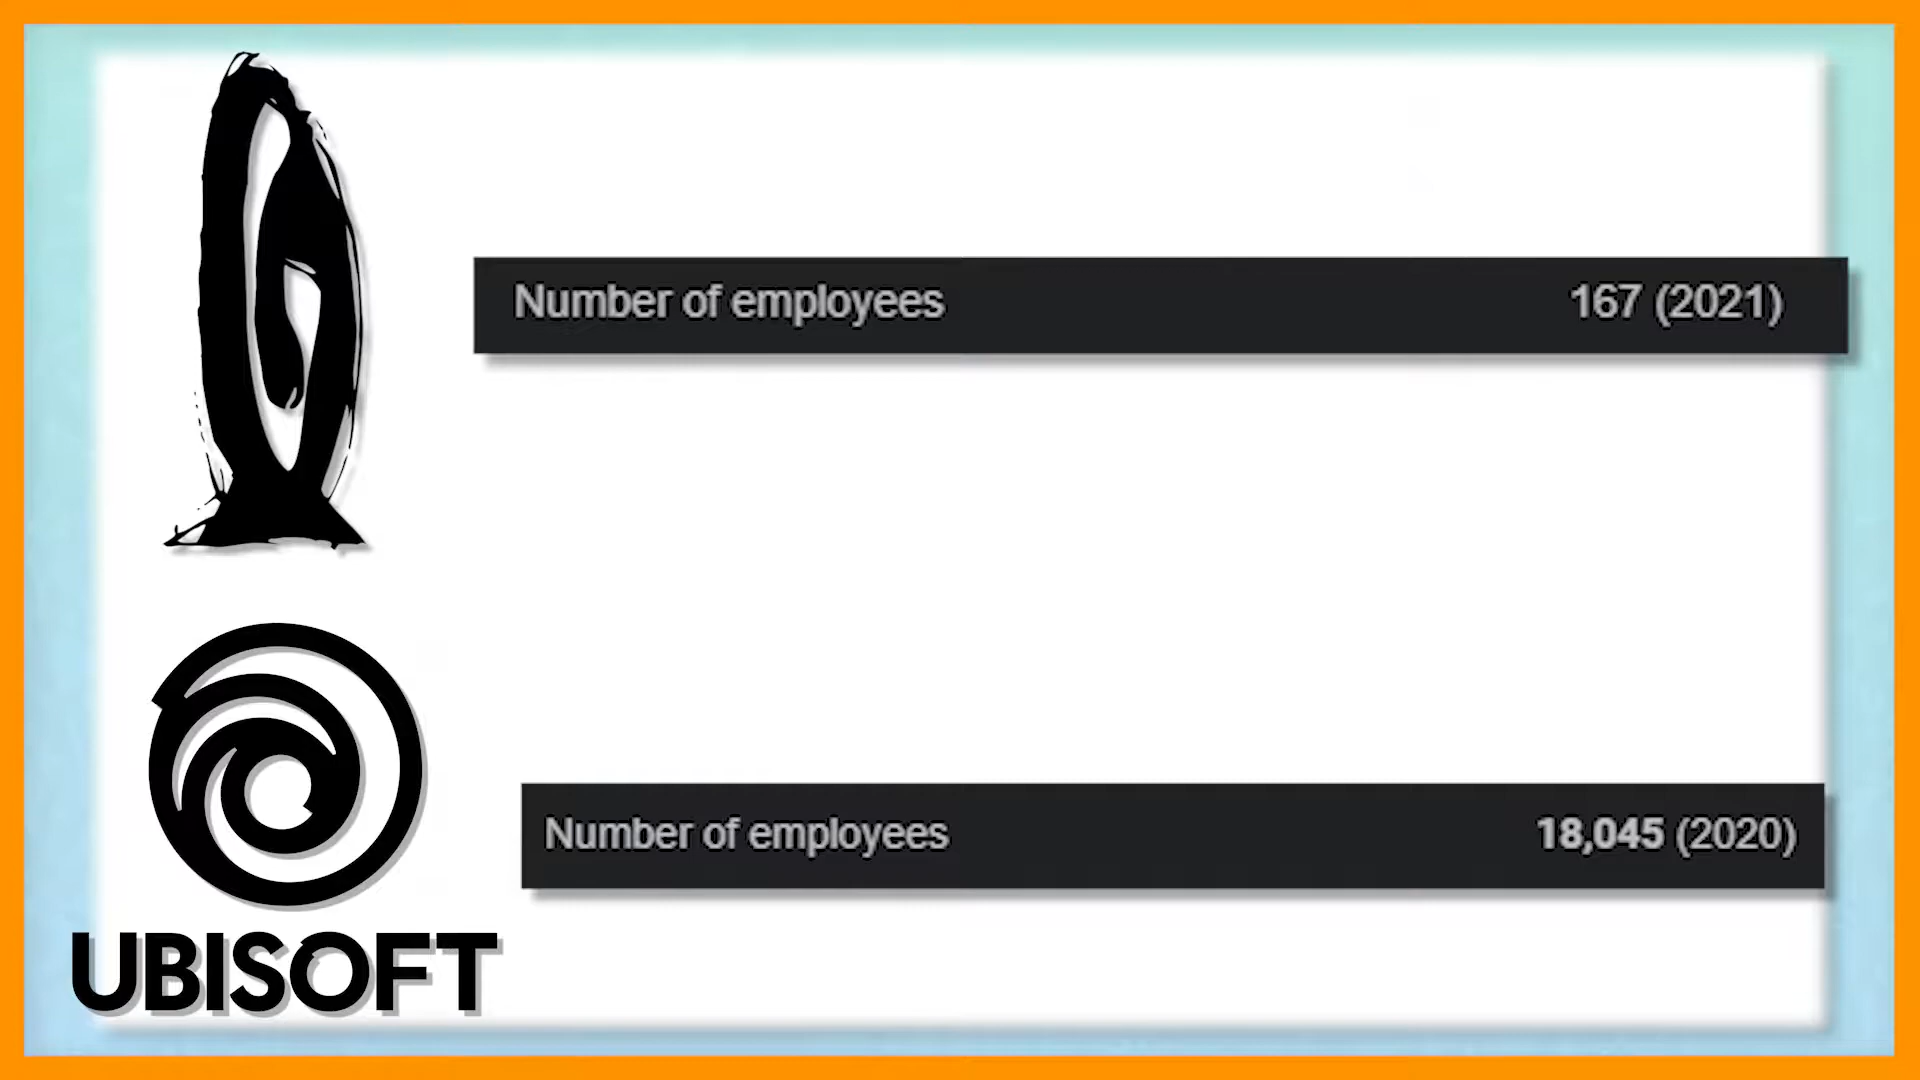 Number of employees 167 (2021)
Number of employees 18,045 (2020)
UBISOFT